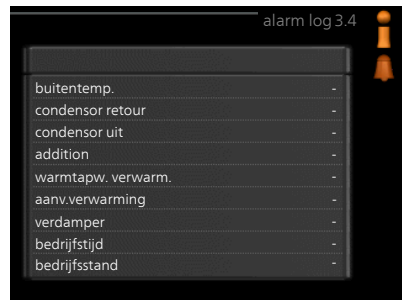 alarm log 3.4
buitentemp. -
condensor retour -
condensor uit -
addition -
warmtapw. verwarm. -
aanv.verwarming -
verdamper -
bedrijfstijd -
bedrijfsstand -